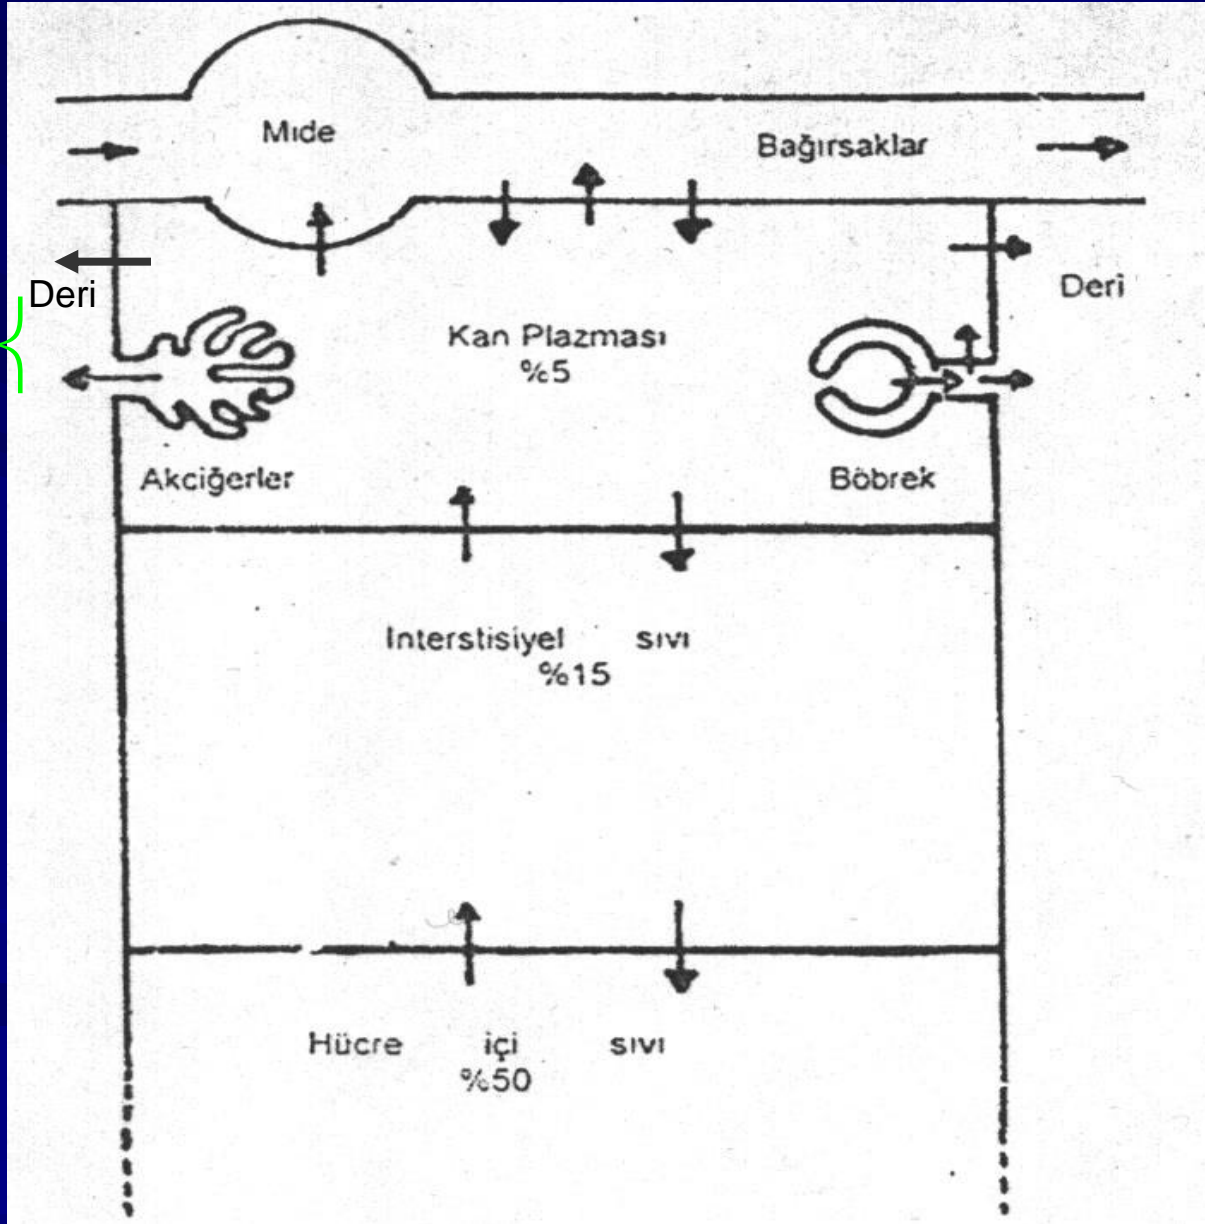 Mide
Bağırsaklar
Deri
Deri
Kan Plazması
%5
Akciğerler
Böbrek
Interstisiyel sıvı
%15
Hücre içi sıvı
%50